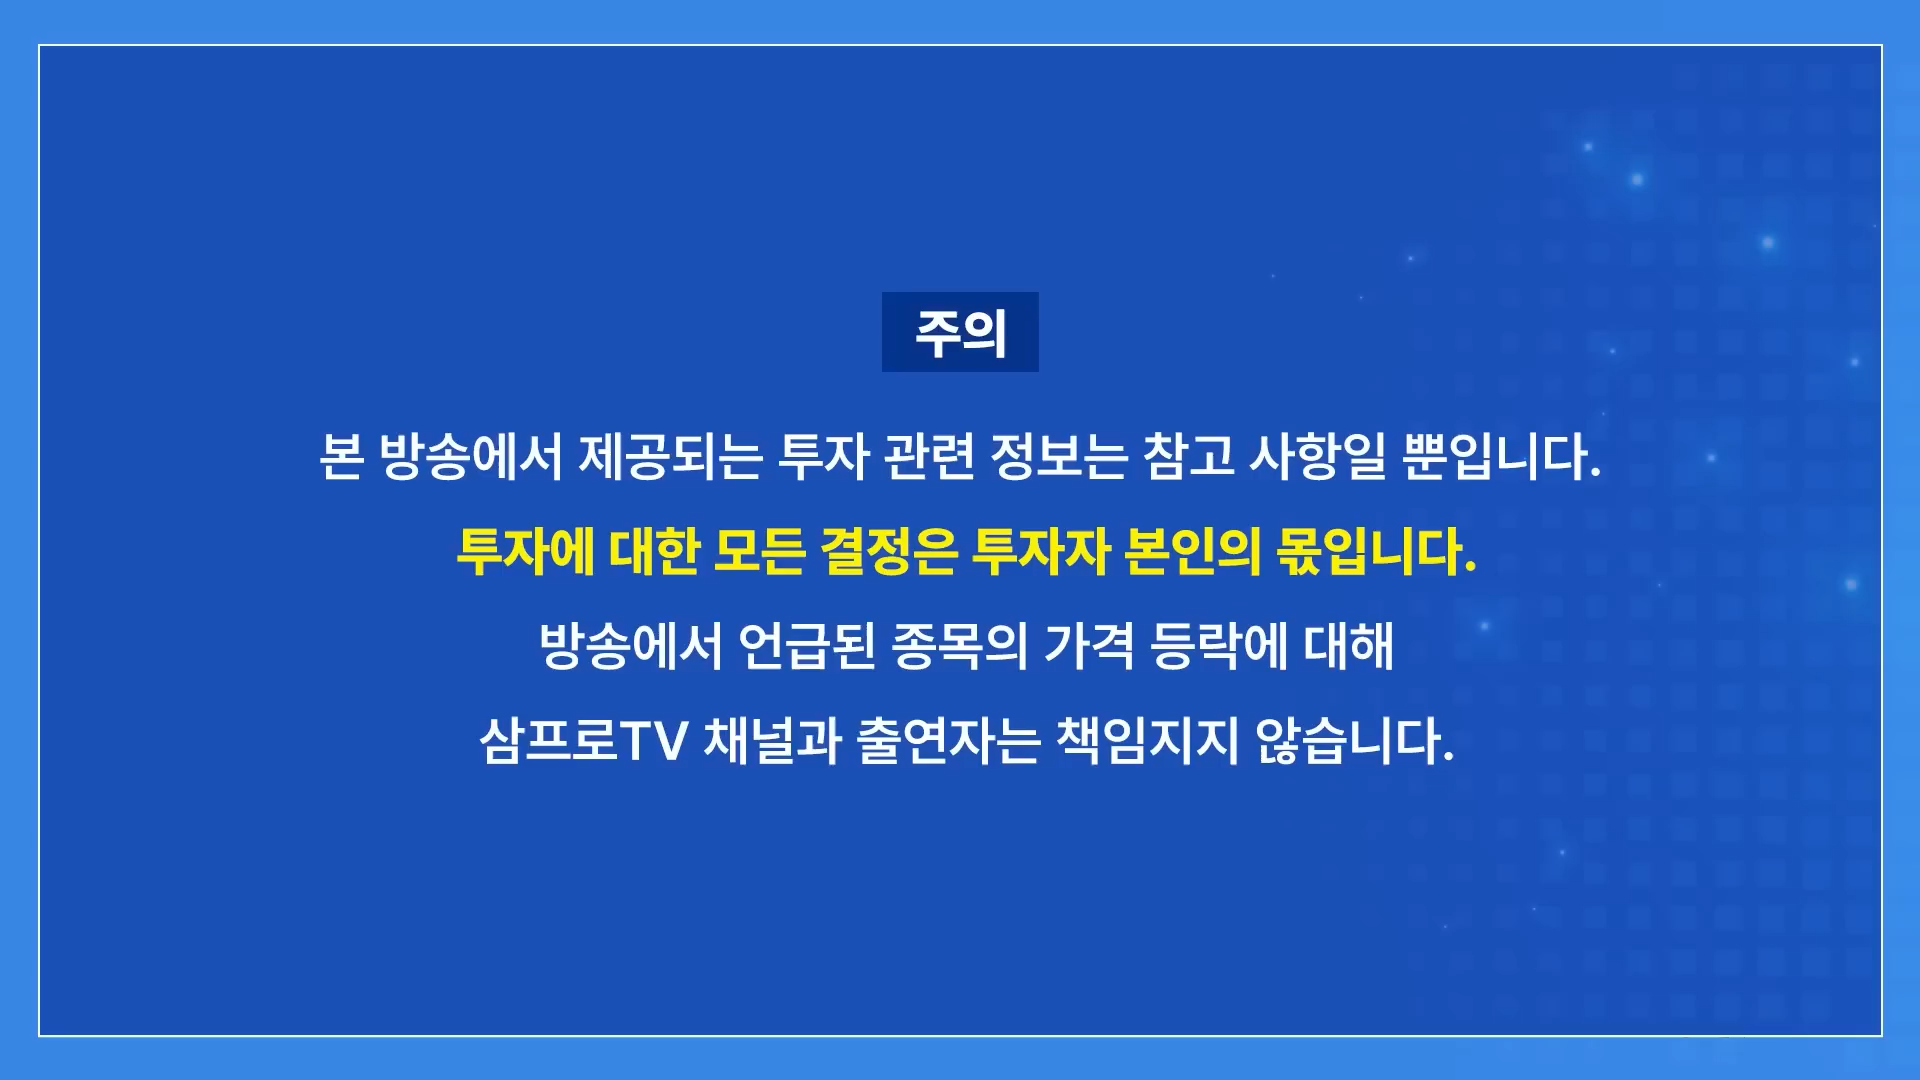 주의
본 방송에서 제공되는 투자 관련 정보는 참고 사항일 뿐입니다.
투자에 대한 모든 결정은 투자자 본인의 몫입니다.
방송에서 언급된 종목의 가격 등락에 대해
삼프로TV 채널과 출연자는 책임지지 않습니다.